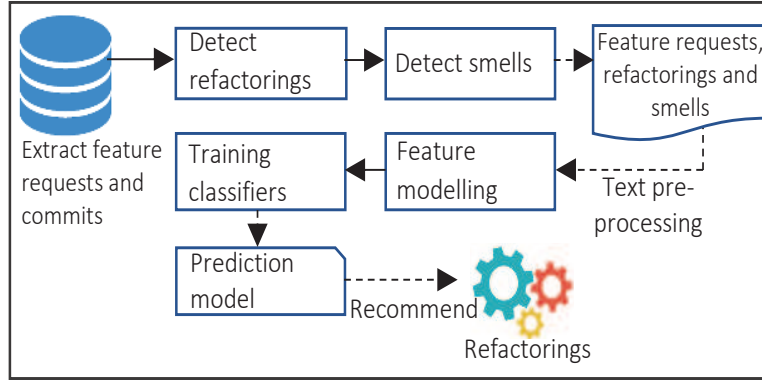 Detect
refactorings
Detect smells
Feature requests,
refactorings and
smells
Extract feature
requests and
commits
Training
classifiers
Feature
modelling
Text pre-
processing
Prediction
model
Recommend
Refactorings